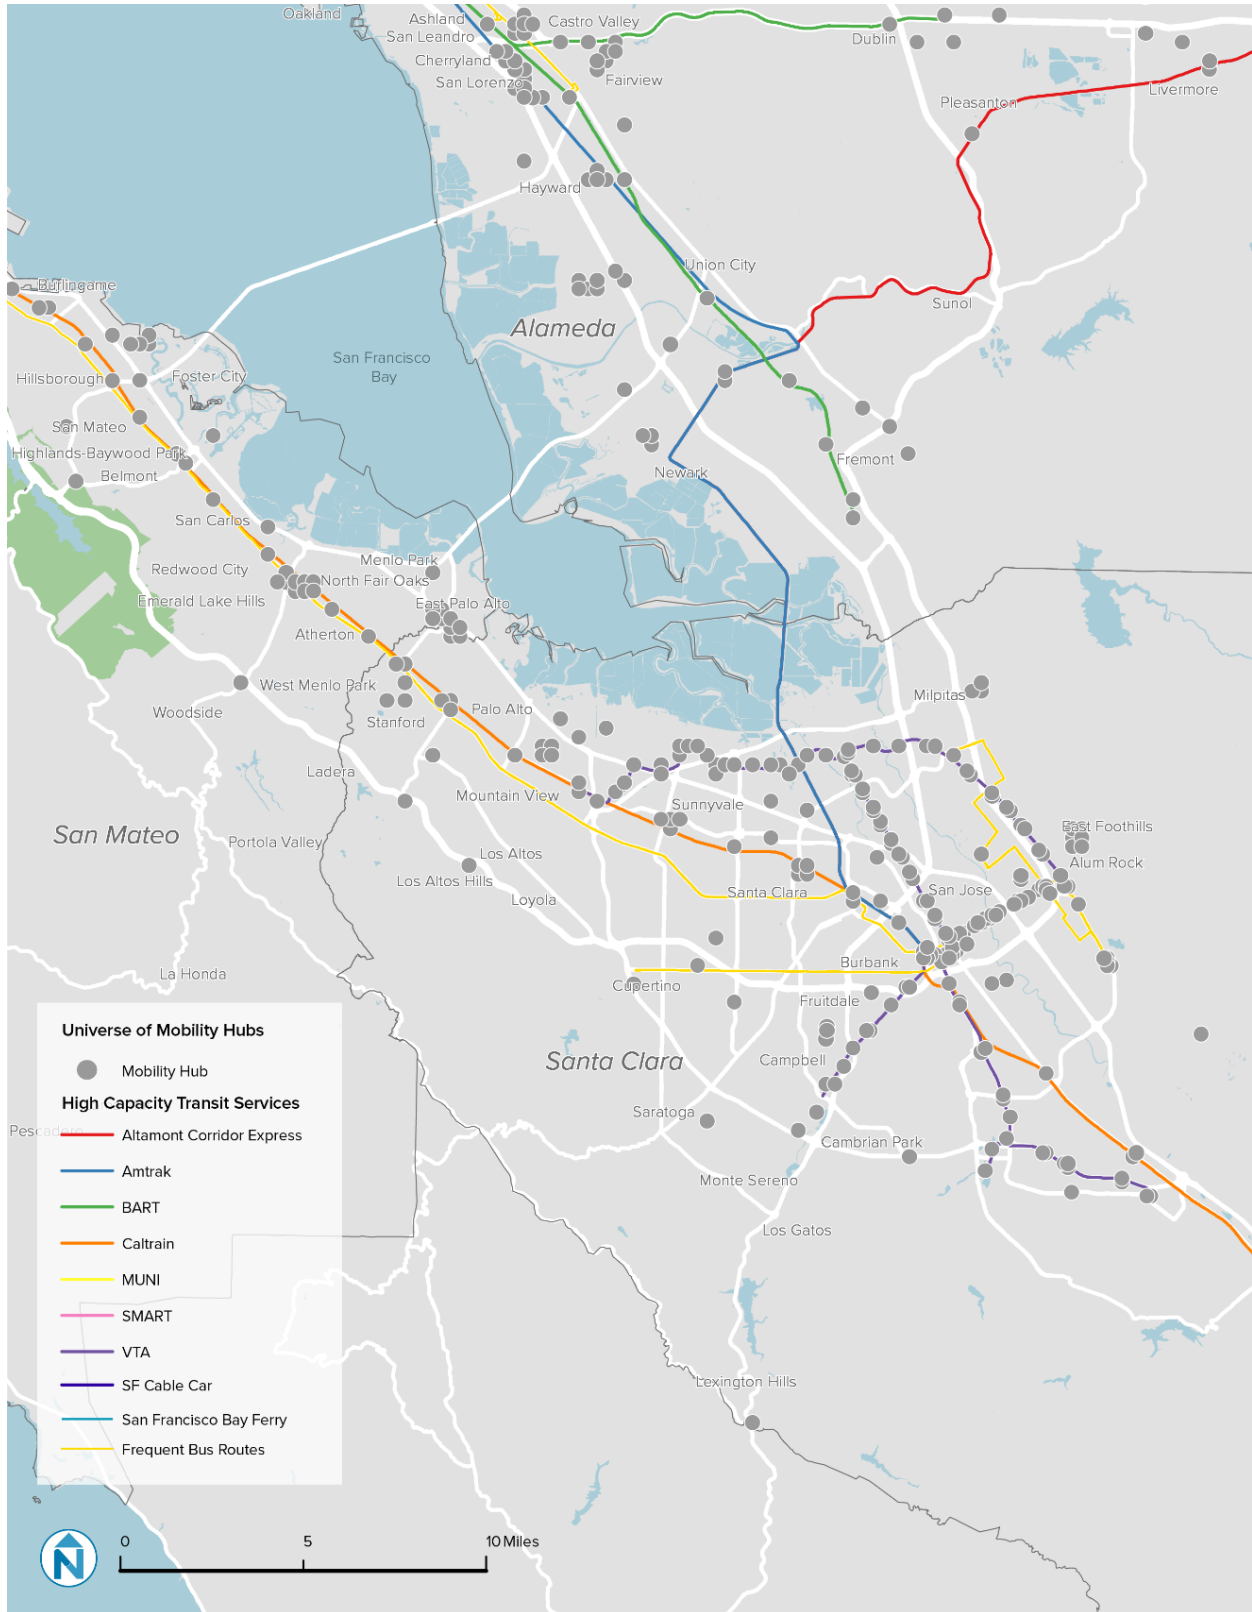 Oakland
Ashland
Castro Valley
San Leandro
Dublin
Cherryland
San Lorenzo
Fairview
Livermore
Pleasanton
Hayward
Union City
Burlingame
Sunol
Alameda
San Francisco
Bay
Hillsborough
Foster City
San Mateo
Highlands-Baywood Park
Fremont
Belmont
Newark
San Carlos
Menlo Park
Redwood City
North Fair Oaks
Emerald Lake Hills
East Palo Alto
Atherton
West Menlo Park
Milpitas
Woodside
Palo Alto
Stanford
Ladera
Mountain View
Sunnyvale
San Mateo
East Foothills
Portola Valley
Los Altos
Alum Rock
Los Altos Hills
Santa Clara
San Jose
Loyola
Burbank
La Honda
Cupertino
Fruitdale
Santa Clara
Campbell
Saratoga
Pescadero
Cambrian Park
Monte Sereno
Los Gatos
Lexington Hills
Universe of Mobility Hubs
Mobility Hub
High Capacity Transit Services
Altamont Corridor Express
Amtrak
BART
Caltrain
MUNI
SMART
VTA
SF Cable Car
San Francisco Bay Ferry
Frequent Bus Routes
N
0 5 10 Miles